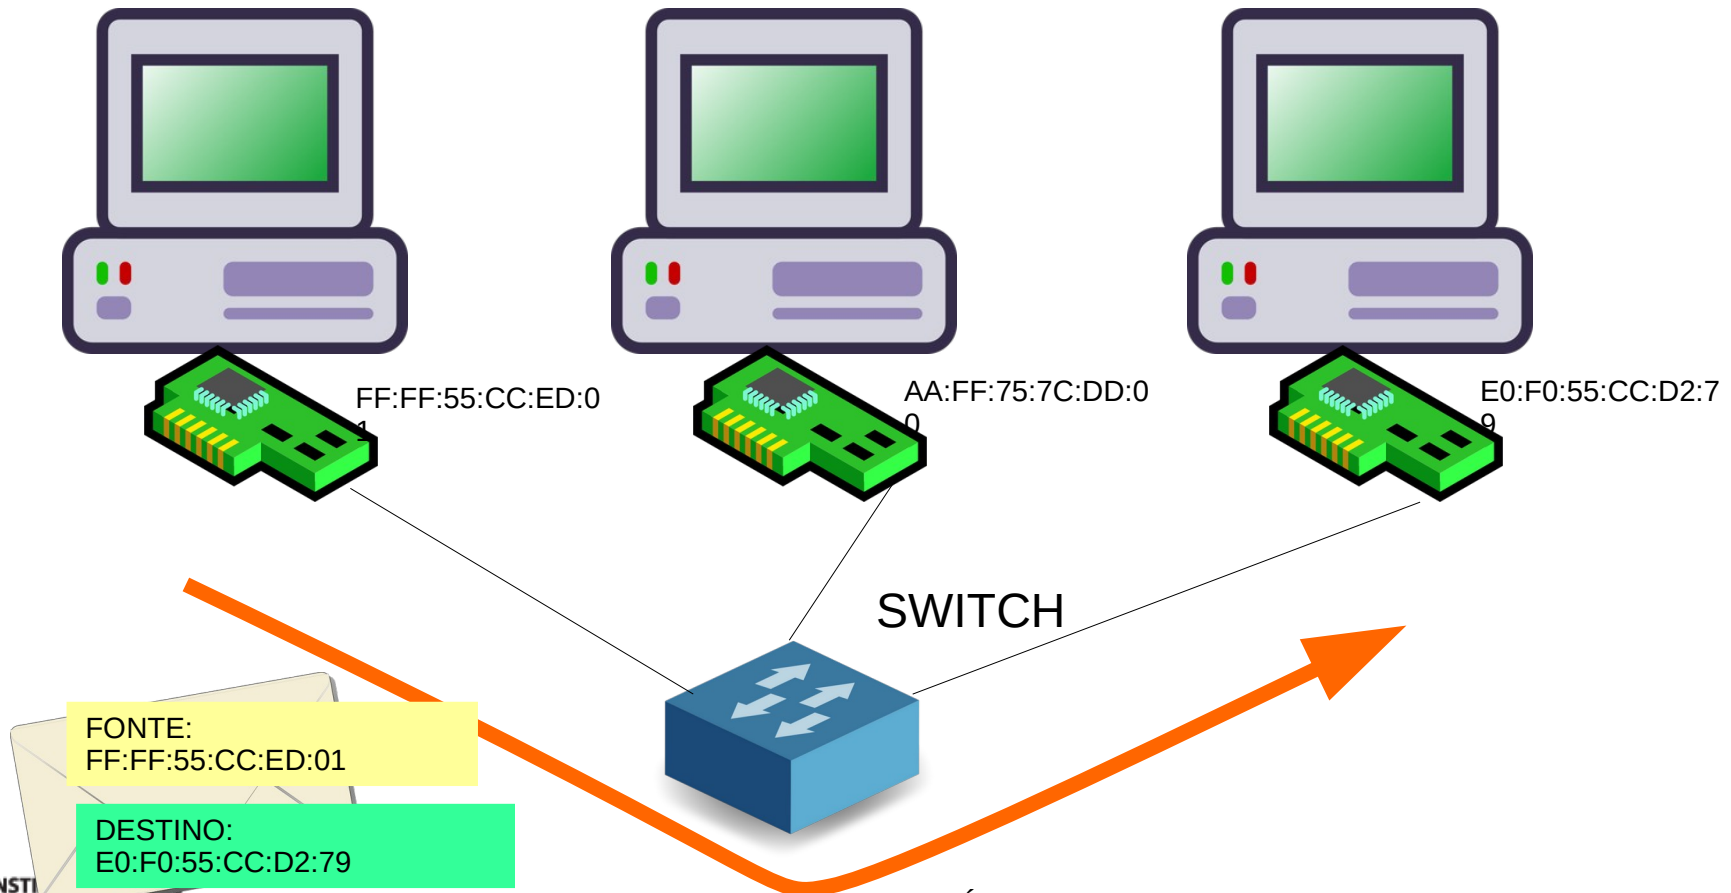 FF:FF:55:CC:ED:0
1
AA:FF:75:7C:DD:0
0
E0:F0:55:CC:D2:7
9
SWITCH
FONTE:
FF:FF:55:CC:ED:01
DESTINO:
E0:F0:55:CC:D2:79